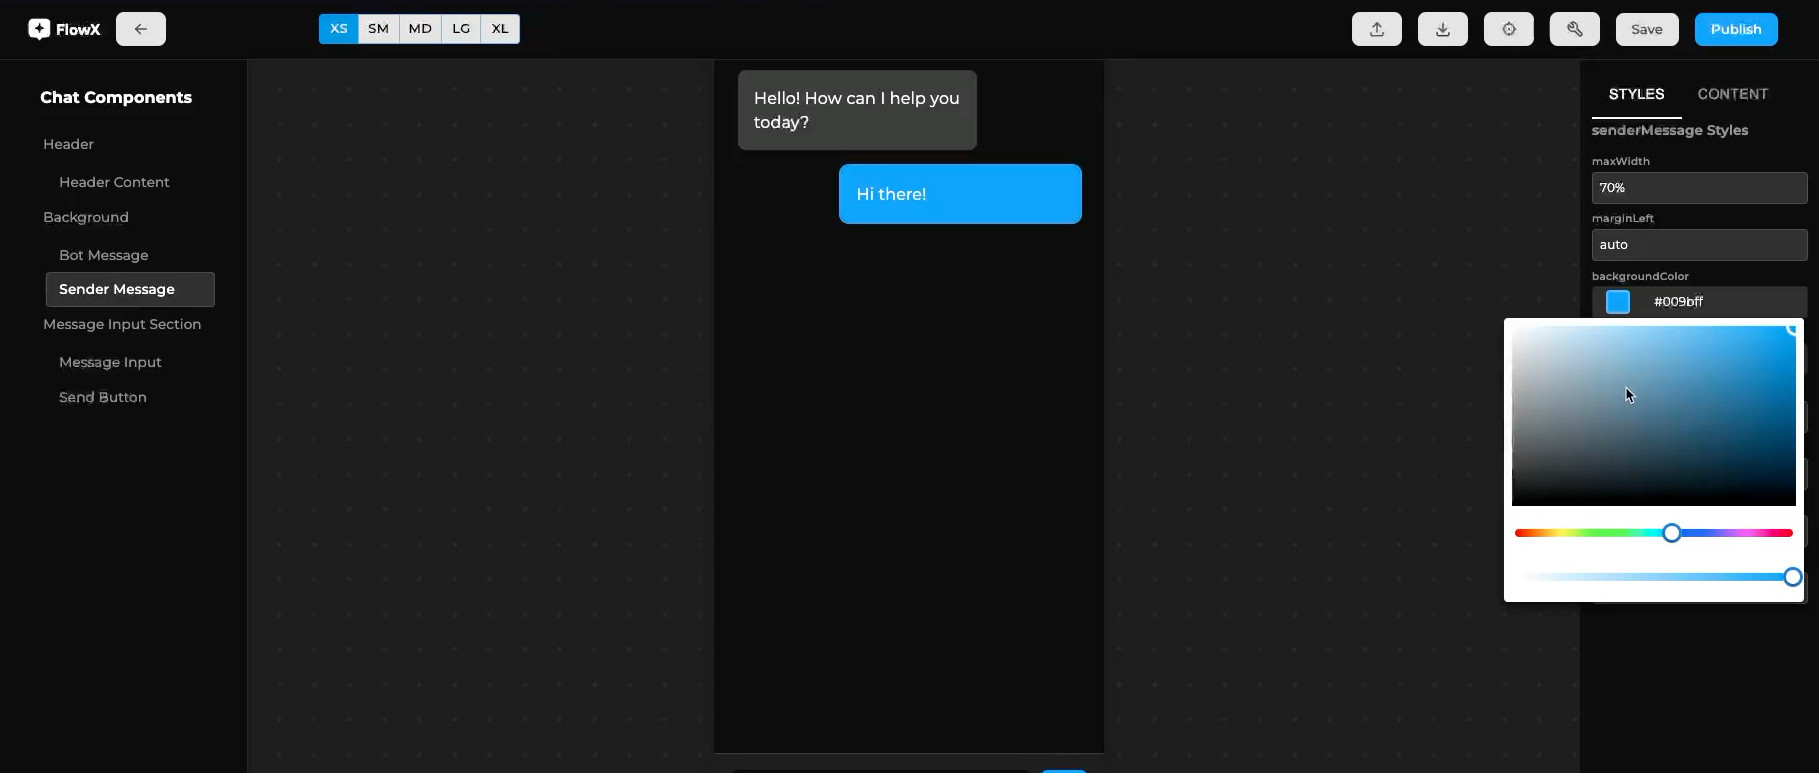 FlowX
XS SM MD LG XL
Save
Publish
Chat Components
Header
Header Content
Background
Bot Message
Sender Message
Message Input Section
Message Input
Send Button
Hello! How can I help you
today?
Hi there!
STYLES CONTENT
senderMessage Styles
maxWidth
70%
marginLeft
auto
backgroundColor
#009bff